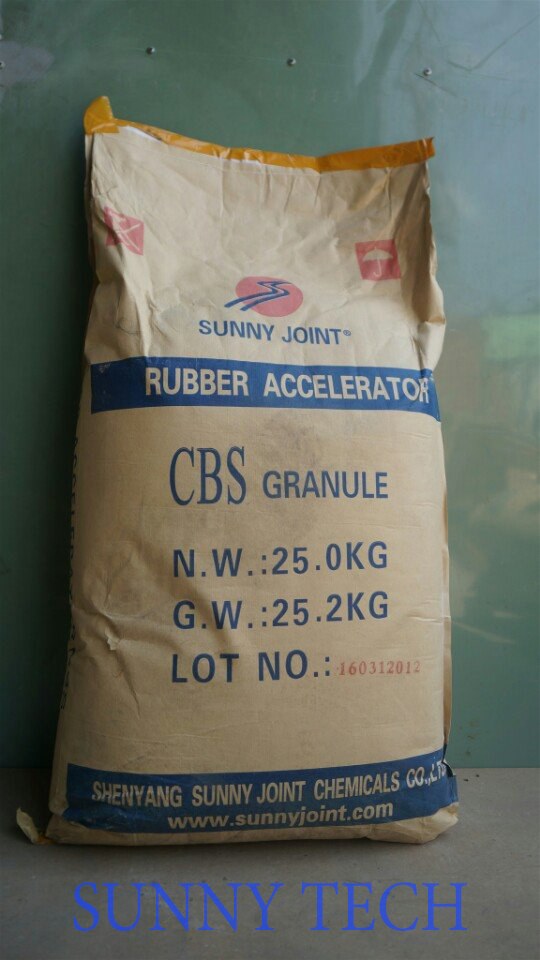 SUNNY JOINT®
RUBBER ACCELERATOR
CBS GRANULE
N.W.:25.0KG
G.W.:25.2KG
LOT NO.: 160312012
SHENYANG SUNNY JOINT CHEMICALS CO.,LTD
www.sunnyjoint.com
SUNNY TECH